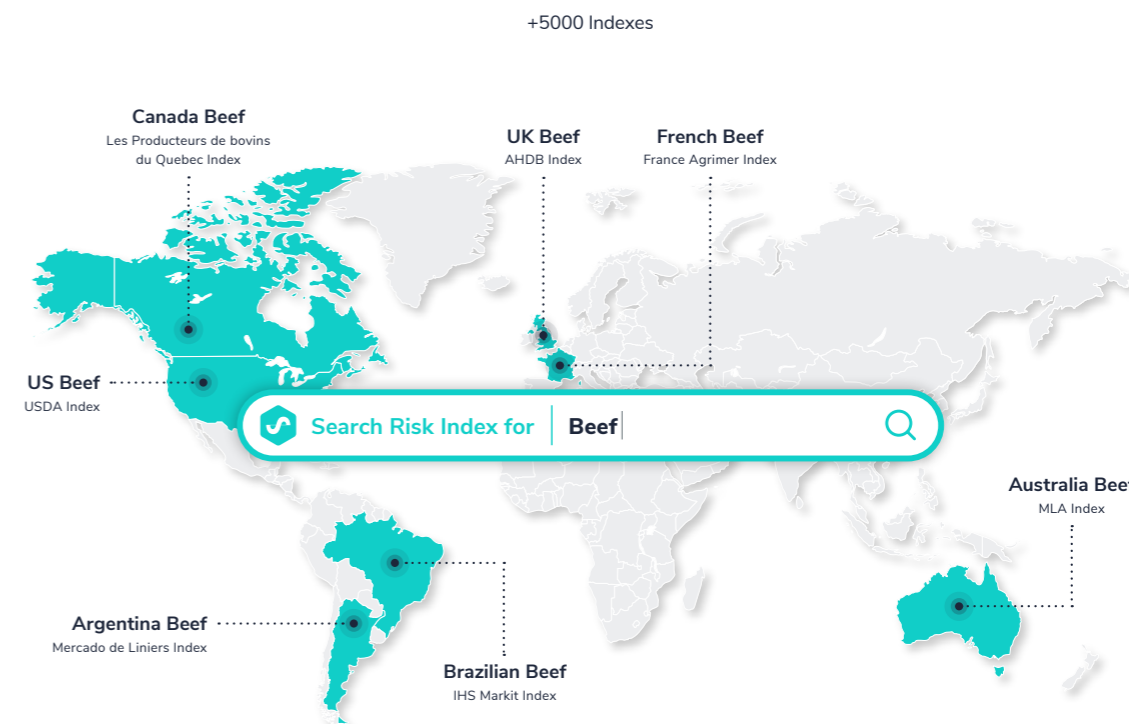 +5000 Indexes
Canada Beef
Les Producteurs de bovins
du Quebec Index
UK Beef
AHDB Index
French Beef
France Agrimer Index
US Beef
USDA Index
Search Risk Index for
Beef
Australia Beef
MLA Index
Argentina Beef
Mercado de Liniers Index
Brazilian Beef
IHS Markit Index